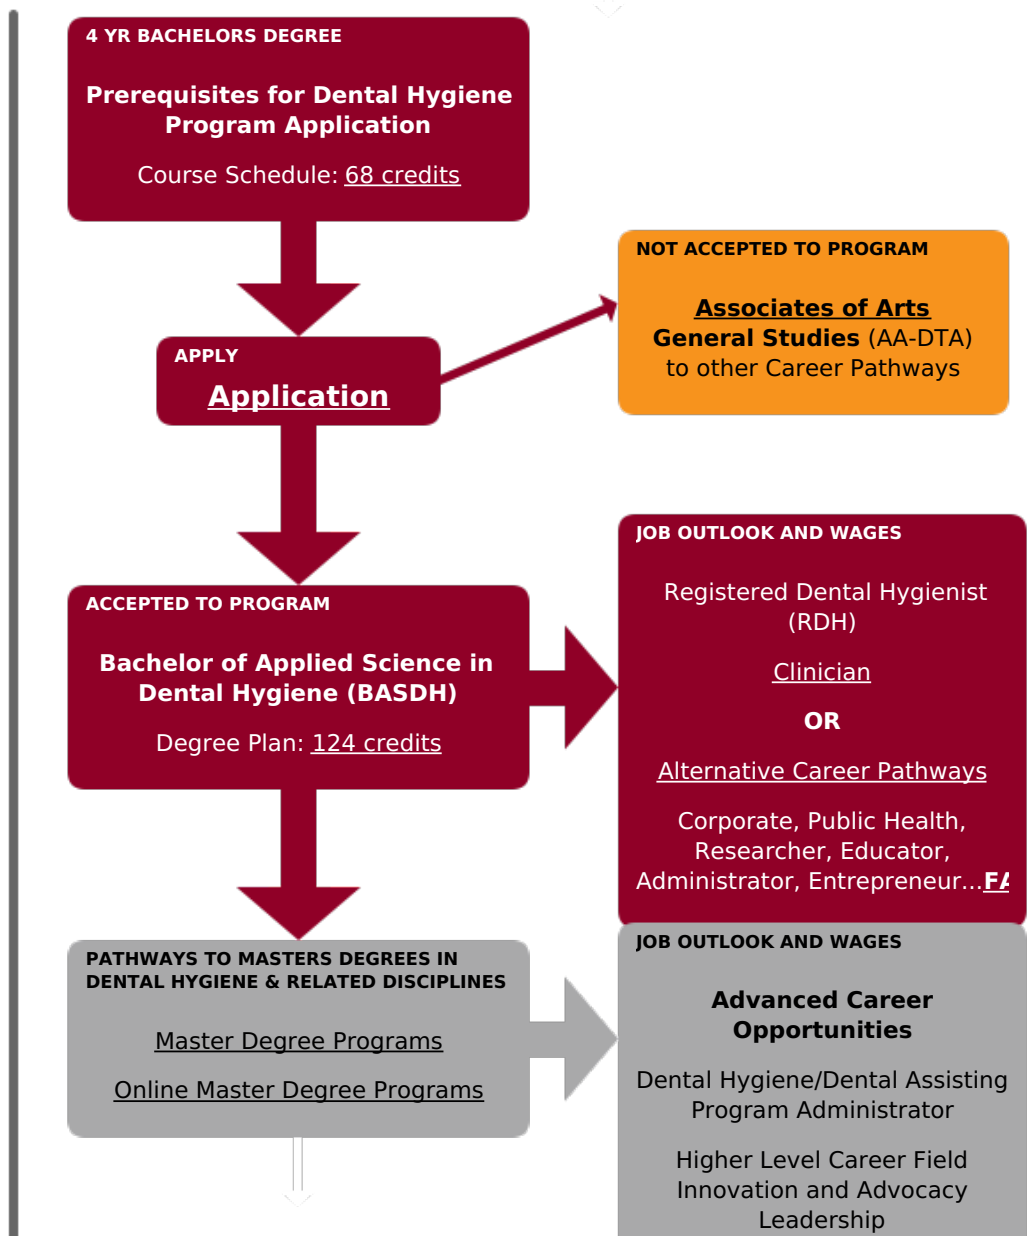 4 YR BACHELORS DEGREE
Prerequisites for Dental Hygiene
Program Application
Course Schedule: 68 credits
NOT ACCEPTED TO PROGRAM
Associates of Arts
General Studies (AA-DTA)
to other Career Pathways
APPLY
Application
JOB OUTLOOK AND WAGES
Registered Dental Hygienist
(RDH)
Clinician
OR
Alternative Career Pathways
Corporate, Public Health,
Researcher, Educator,
Administrator, Entrepreneur...
ACCEPTED TO PROGRAM
Bachelor of Applied Science in
Dental Hygiene (BASDH)
Degree Plan: 124 credits
PATHWAYS TO MASTERS DEGREES IN
DENTAL HYGIENE & RELATED DISCIPLINES
Master Degree Programs
Online Master Degree Programs
JOB OUTLOOK AND WAGES
Advanced Career
Opportunities
Dental Hygiene/Dental Assisting
Program Administrator
Higher Level Career Field
Innovation and Advocacy
Leadership